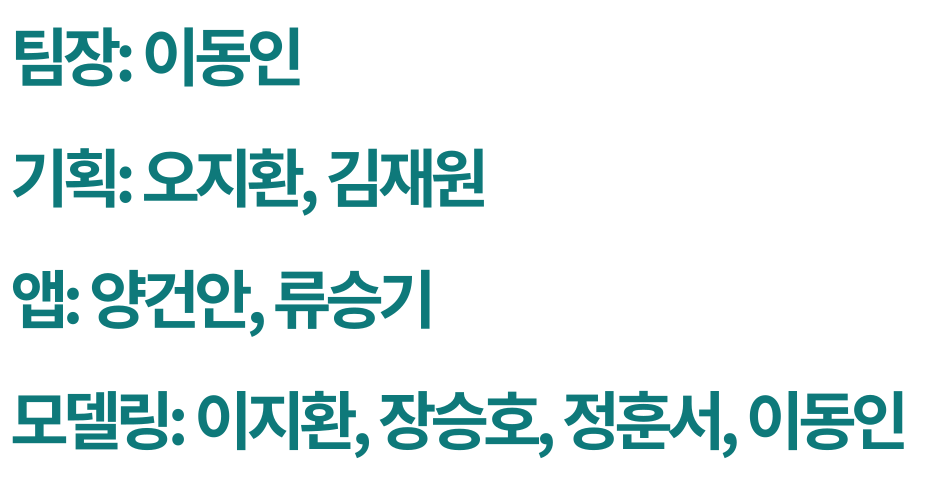 팀장: 이동인
기획: 오지환, 김재원
앱: 양건안, 류승기
모델링: 이지환, 장승호, 정훈서, 이동인